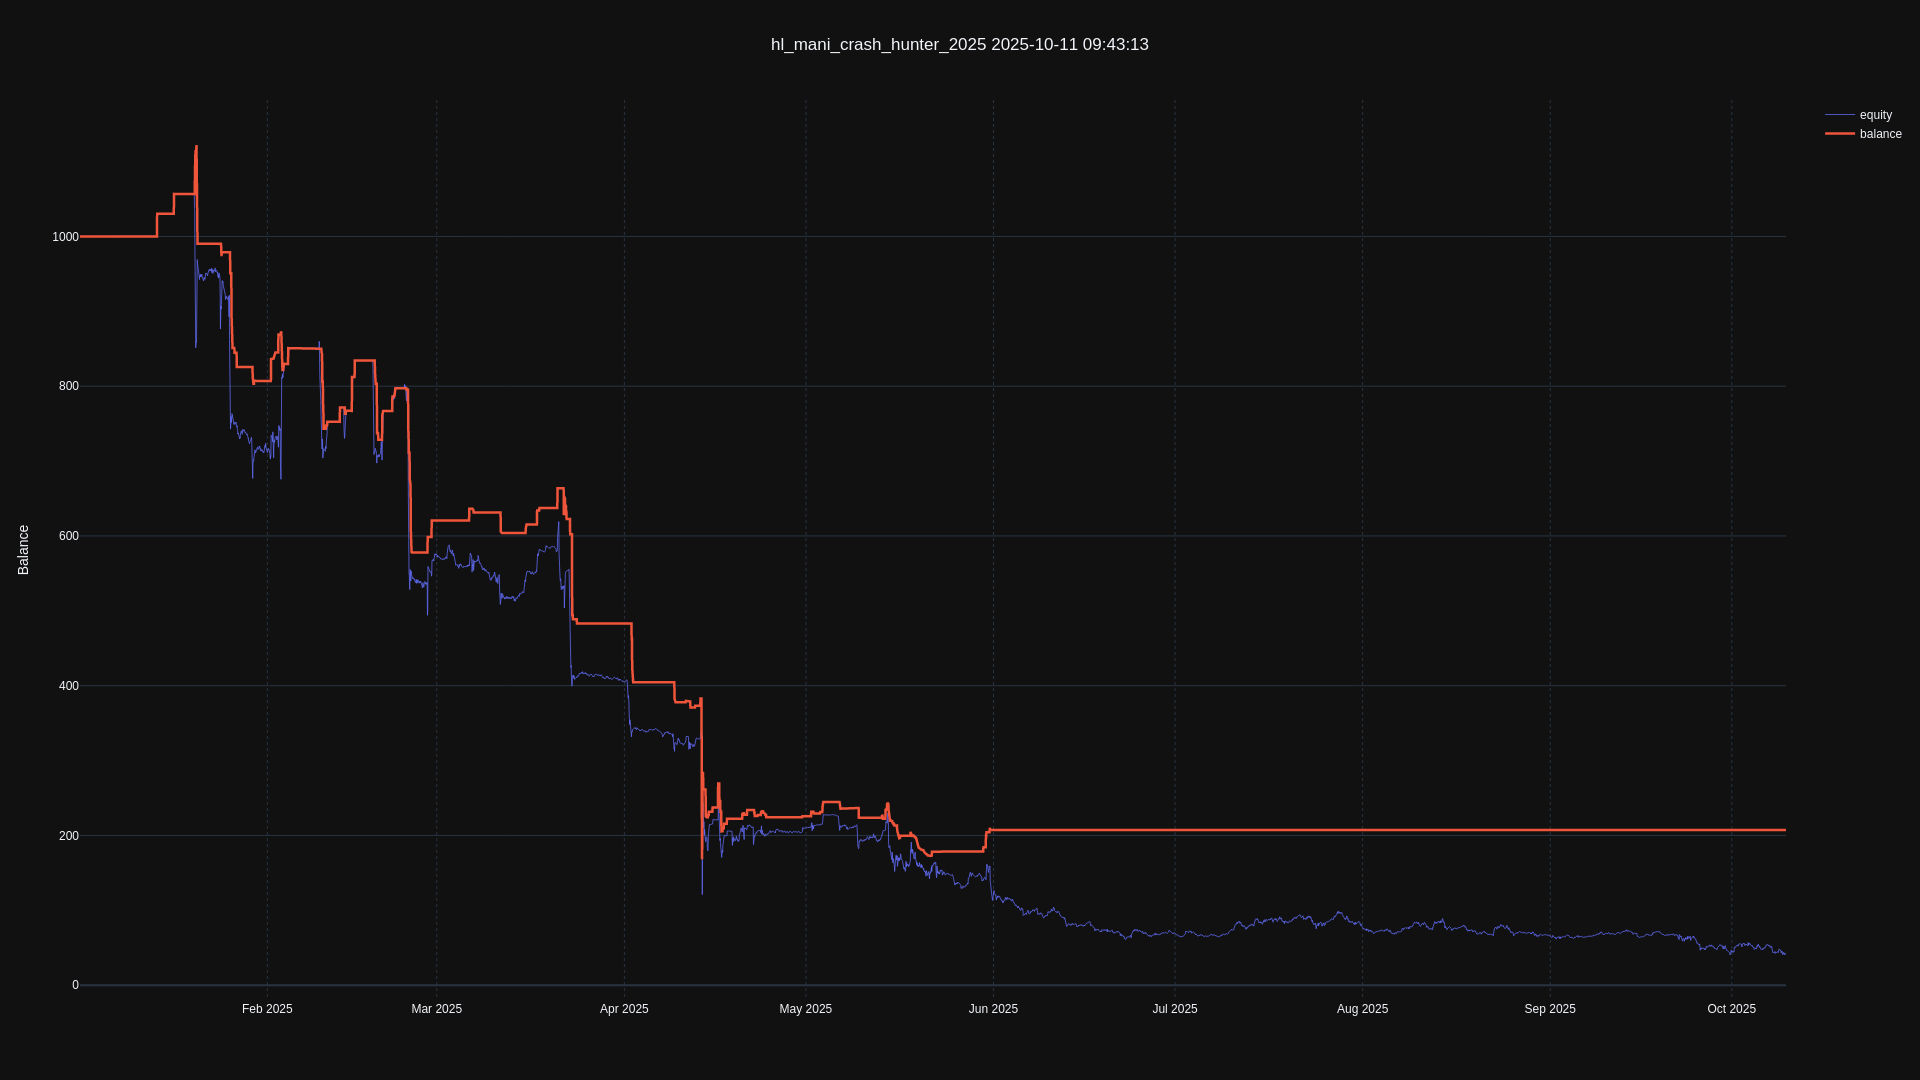 hl_mani_crash_hunter_2025 2025-10-11 09:43:13
equity
balance
Balance
1000
800
600
400
200
0
Feb 2025
Mar 2025
Apr 2025
May 2025
Jun 2025
Jul 2025
Aug 2025
Sep 2025
Oct 2025